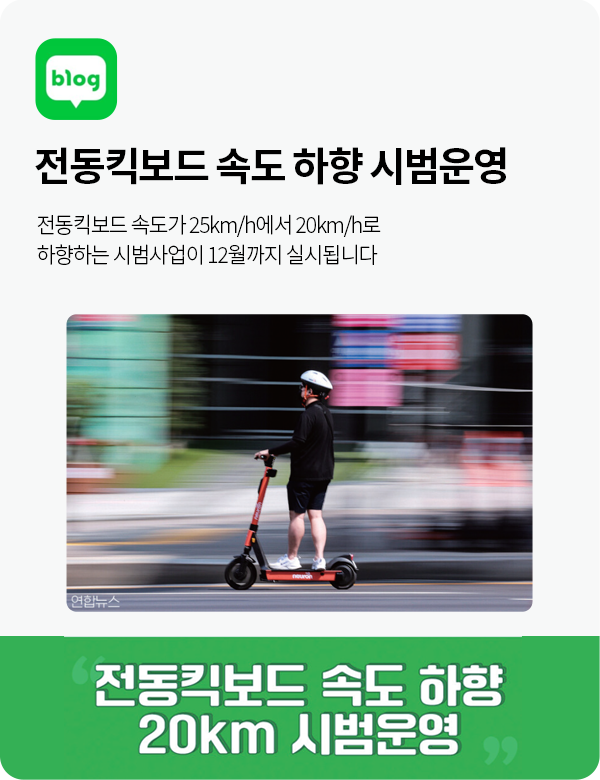 blog
전동킥보드 속도 하향 시범운영
전동킥보드 속도가 25km/h에서 20km/h로
하향하는 시범사업이 12월까지 실시됩니다
neuron
연합뉴스
“전동킥보드 속도 하향
20km 시범운영”